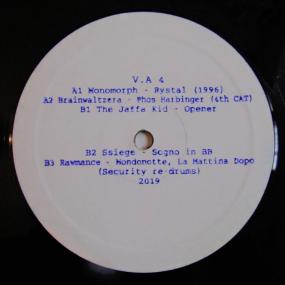 V.A 4
A1 Monomorph - Rystal (1996)
A2 Brainwaltzera - Phos Harbinger (4th CAT)
B1 The Jaffa Kid - Opener
B2 Ssiege - Sogno in BB
B3 Rawmance - Mondonotte, La Mattina Dopo
(Security re-drums)
2019